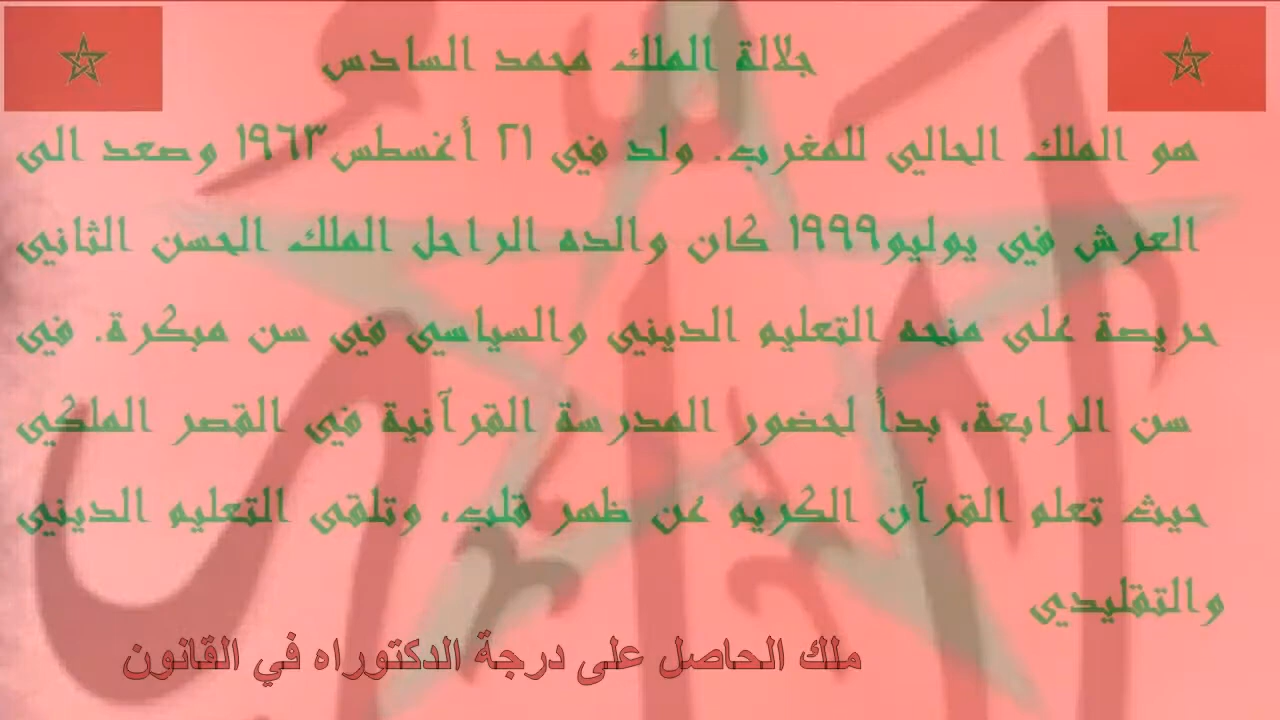 جلالة الملك محمد السادس
هو الملك الحالي للمغرب. ولد في ٢١ أغسطس ١٩٦٣ وصعد الى
العرش في يوليو١٩٩٩ كان والده الراحل الملك الحسن الثاني
حريصة على منحه التعليم الديني والسياسي في سن مبكرة. في
سن الرابعة، بدأ لحضور المدرسة القرآنية في القصر الملكي
حيث تعلم القرآن الكريم عن ظهر قلب، وتلقى التعليم الديني
والتقليدي
ملك الحاصل على درجة الدكتوراه في القانون